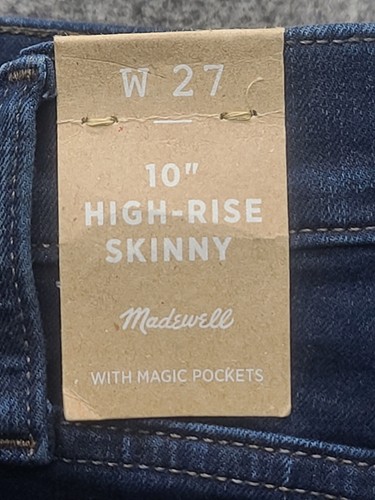 W 27
10"
HIGH-RISE
SKINNY
Madewell
WITH MAGIC POCKETS